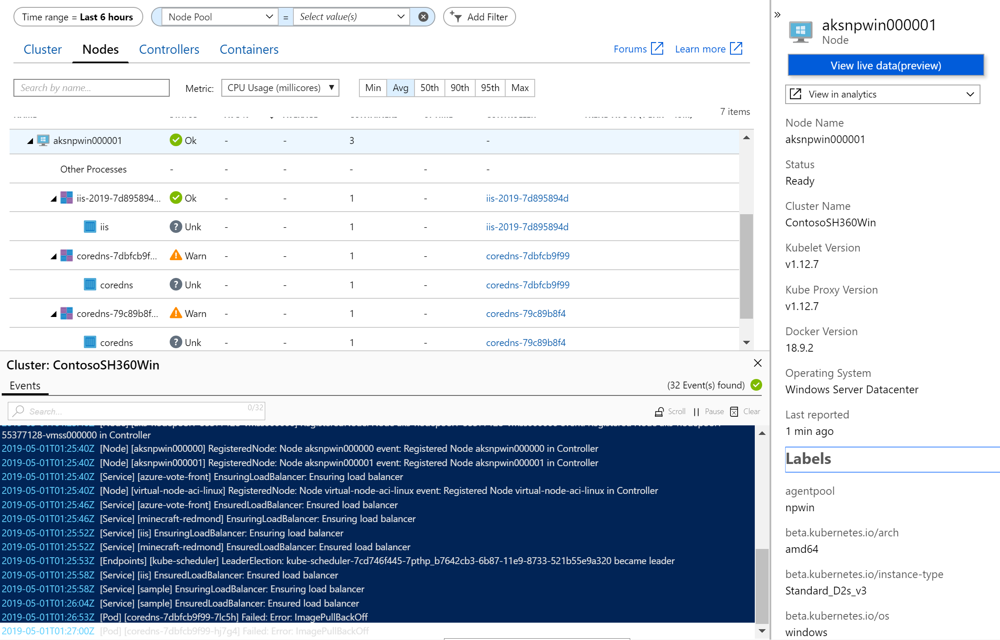 Time range = Last 6 hours
Node Pool
=
Select value(s)
Add Filter
Cluster
Nodes
Controllers
Containers
Forums
Learn more
Search by name...
Metric:
CPU Usage (millicores)
Min
Avg
50th
90th
95th
Max
7 items
aksnpwin000001 Ok - - 3 -
Other Processes - - - - - -
iis-2019-7d895894... Ok - - 1 - iis-2019-7d895894d
iis Unk - - 1 - iis-2019-7d895894d
coredns-7dbfcb9f... Warn - - 1 - coredns-7dbfcb9f99
coredns Unk - - 1 - coredns-7dbfcb9f99
coredns-79c89b8f... Warn - - 1 - coredns-79c89b8f4
coredns Unk - - 1 - coredns-79c89b8f4
Cluster: ContosoSH360Win
Events
(32 Event(s) found)
Search...
0/32
Scroll
Pause
Clear
55377128-vmss000000 in Controller
2019-05-01T01:25:40Z [Node] [aksnpwin000000] RegisteredNode: Node aksnpwin000000 event: Registered Node aksnpwin000000 in Controller
2019-05-01T01:25:40Z [Node] [aksnpwin000001] RegisteredNode: Node aksnpwin000001 event: Registered Node aksnpwin000001 in Controller
2019-05-01T01:25:40Z [Service] [azure-vote-front] EnsuringLoadBalancer: Ensuring load balancer
2019-05-01T01:25:40Z [Node] [virtual-node-aci-linux] RegisteredNode: Node virtual-node-aci-linux event: Registered Node virtual-node-aci-linux in Controller
2019-05-01T01:25:46Z [Service] [azure-vote-front] EnsuredLoadBalancer: Ensured load balancer
2019-05-01T01:25:46Z [Service] [minecraft-redmond] EnsuringLoadBalancer: Ensuring load balancer
2019-05-01T01:25:52Z [Service] [iis] EnsuringLoadBalancer: Ensuring load balancer
2019-05-01T01:25:52Z [Service] [minecraft-redmond] EnsuredLoadBalancer: Ensured load balancer
2019-05-01T01:25:53Z [Endpoints] [kube-scheduler] LeaderElection: kube-scheduler-7cd746f445-7pthp_b7642cb3-6b87-11e9-8733-521b55e9a320 became leader
2019-05-01T01:25:58Z [Service] [iis] EnsuredLoadBalancer: Ensured load balancer
2019-05-01T01:25:58Z [Service] [sample] EnsuringLoadBalancer: Ensuring load balancer
2019-05-01T01:26:04Z [Service] [sample] EnsuredLoadBalancer: Ensured load balancer
2019-05-01T01:26:53Z [Pod] [coredns-7dbfcb9f99-7lc5h] Failed: Error: ImagePullBackOff
2019-05-01T01:27:00Z [Pod] [coredns-7dbfcb9f99-hj7g4] Failed: Error: ImagePullBackOff
aksnpwin000001
Node
View live data(preview)
View in analytics
Node Name
aksnpwin000001
Status
Ready
Cluster Name
ContosoSH360Win
Kubelet Version
v1.12.7
Kube Proxy Version
v1.12.7
Docker Version
18.9.2
Operating System
Windows Server Datacenter
Last reported
1 min ago
Labels
agentpool
npwin
beta.kubernetes.io/arch
amd64
beta.kubernetes.io/instance-type
Standard_D2s_v3
beta.kubernetes.io/os
windows